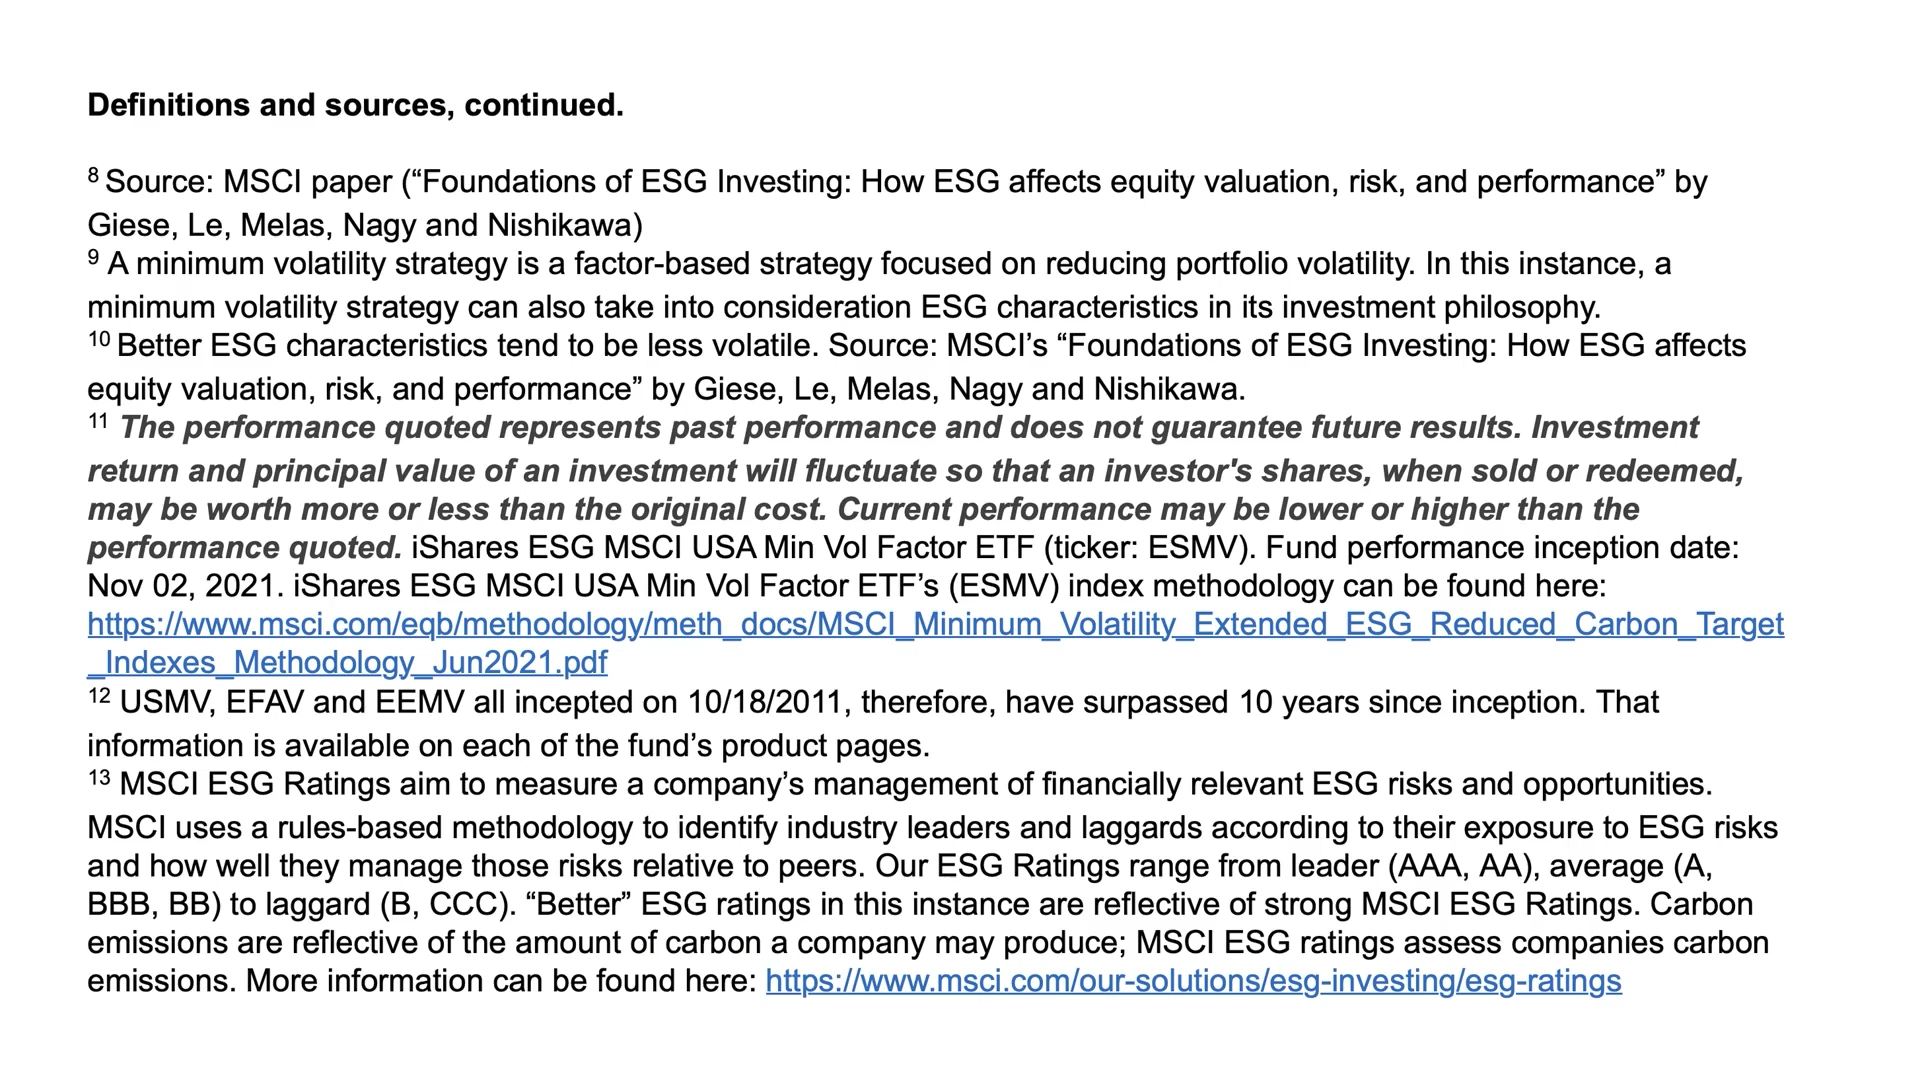 Definitions and sources, continued.
8 Source: MSCI paper (“Foundations of ESG Investing: How ESG affects equity valuation, risk, and performance” by
Giese, Le, Melas, Nagy and Nishikawa)
9 A minimum volatility strategy is a factor-based strategy focused on reducing portfolio volatility. In this instance, a
minimum volatility strategy can also take into consideration ESG characteristics in its investment philosophy.
10 Better ESG characteristics tend to be less volatile. Source: MSCI’s “Foundations of ESG Investing: How ESG affects
equity valuation, risk, and performance” by Giese, Le, Melas, Nagy and Nishikawa.
11 The performance quoted represents past performance and does not guarantee future results. Investment
return and principal value of an investment will fluctuate so that an investor's shares, when sold or redeemed,
may be worth more or less than the original cost. Current performance may be lower or higher than the
performance quoted. iShares ESG MSCI USA Min Vol Factor ETF (ticker: ESMV). Fund performance inception date:
Nov 02, 2021. iShares ESG MSCI USA Min Vol Factor ETF’s (ESMV) index methodology can be found here:
https://www.msci.com/eqb/methodology/meth_docs/MSCI_Minimum_Volatility_Extended_ESG_Reduced_Carbon_Target
_Indexes_Methodology_Jun2021.pdf
12 USMV, EFAV and EEMV all incepted on 10/18/2011, therefore, have surpassed 10 years since inception. That
information is available on each of the fund’s product pages.
13 MSCI ESG Ratings aim to measure a company’s management of financially relevant ESG risks and opportunities.
MSCI uses a rules-based methodology to identify industry leaders and laggards according to their exposure to ESG risks
and how well they manage those risks relative to peers. Our ESG Ratings range from leader (AAA, AA), average (A,
BBB, BB) to laggard (B, CCC). “Better” ESG ratings in this instance are reflective of strong MSCI ESG Ratings. Carbon
emissions are reflective of the amount of carbon a company may produce; MSCI ESG ratings assess companies carbon
emissions. More information can be found here: https://www.msci.com/our-solutions/esg-investing/esg-ratings